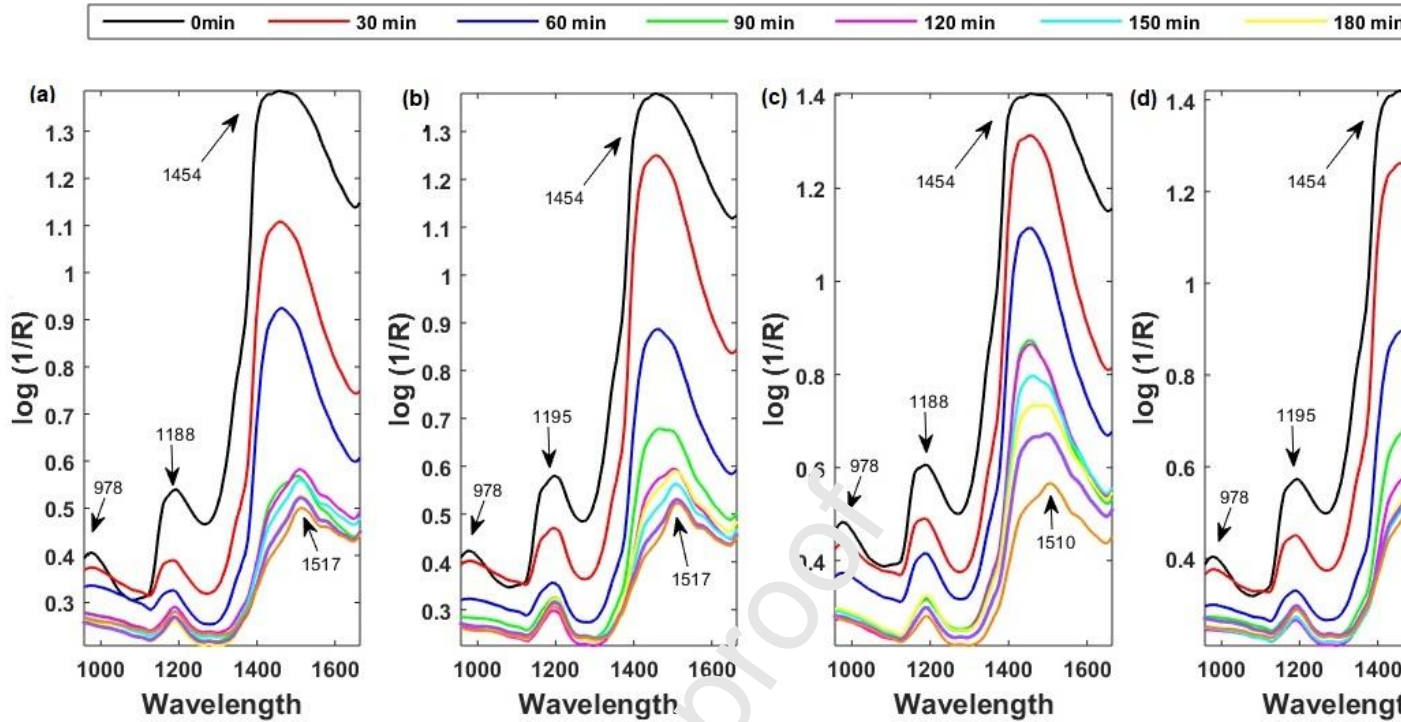 0min 30 min 60 min 90 min 120 min 150 min 180 min
(a) (b) (c) (d)
1.3 1.2 1.1 1 0.9 0.8 0.7 0.6 0.5 0.4 0.3
log (1/R)
1454
1188
978
1517
1000 1200 1400 1600
Wavelength
1.3 1.2 1.1 1 0.9 0.8 0.7 0.6 0.5 0.4 0.3
log (1/R)
1454
1195
978
1517
1000 1200 1400 1600
Wavelength
1.4 1.2 1 0.8 0.6
log (1/R)
1454
1188
978
1510
1000 1200 1400 1600
Wavelength
1.4 1.2 1 0.8 0.6 0.4
log (1/R)
1454
1195
978
1000 1200 1400
proof